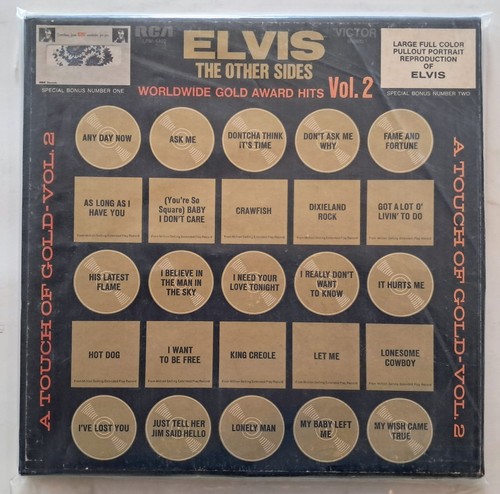 RCA
ELVIS
VICTOR
THE OTHER SIDES
WORLDWIDE GOLD AWARD HITS Vol. 2
SPECIAL BONUS NUMBER ONE
LARGE FULL COLOR
PULLOUT PORTRAIT
REPRODUCTION
OF
ELVIS
SPECIAL BONUS NUMBER TWO
A TOUCH OF GOLD-VOL. 2
A TOUCH OF GOLD-VOL. 2
ANY DAY NOW
ASK ME
DONTCHA THINK
IT'S TIME
DON'T ASK ME
WHY
FAME AND
FORTUNE
AS LONG AS I
HAVE YOU
(You're So
Square) BABY
I DON'T CARE
CRAWFISH
DIXIELAND
ROCK
GOT A LOT O'
LIVIN' TO DO
HIS LATEST
FLAME
I BELIEVE IN
THE MAN IN
THE SKY
I NEED YOUR
LOVE TONIGHT
I REALLY DON'T
WANT
TO KNOW
IT HURTS ME
HOT DOG
I WANT
TO BE FREE
KING CREOLE
LET ME
LONESOME
COWBOY
I'VE LOST YOU
JUST TELL HER
JIM SAID HELLO
LONELY MAN
MY BABY LEFT
ME
MY WISH CAME
TRUE